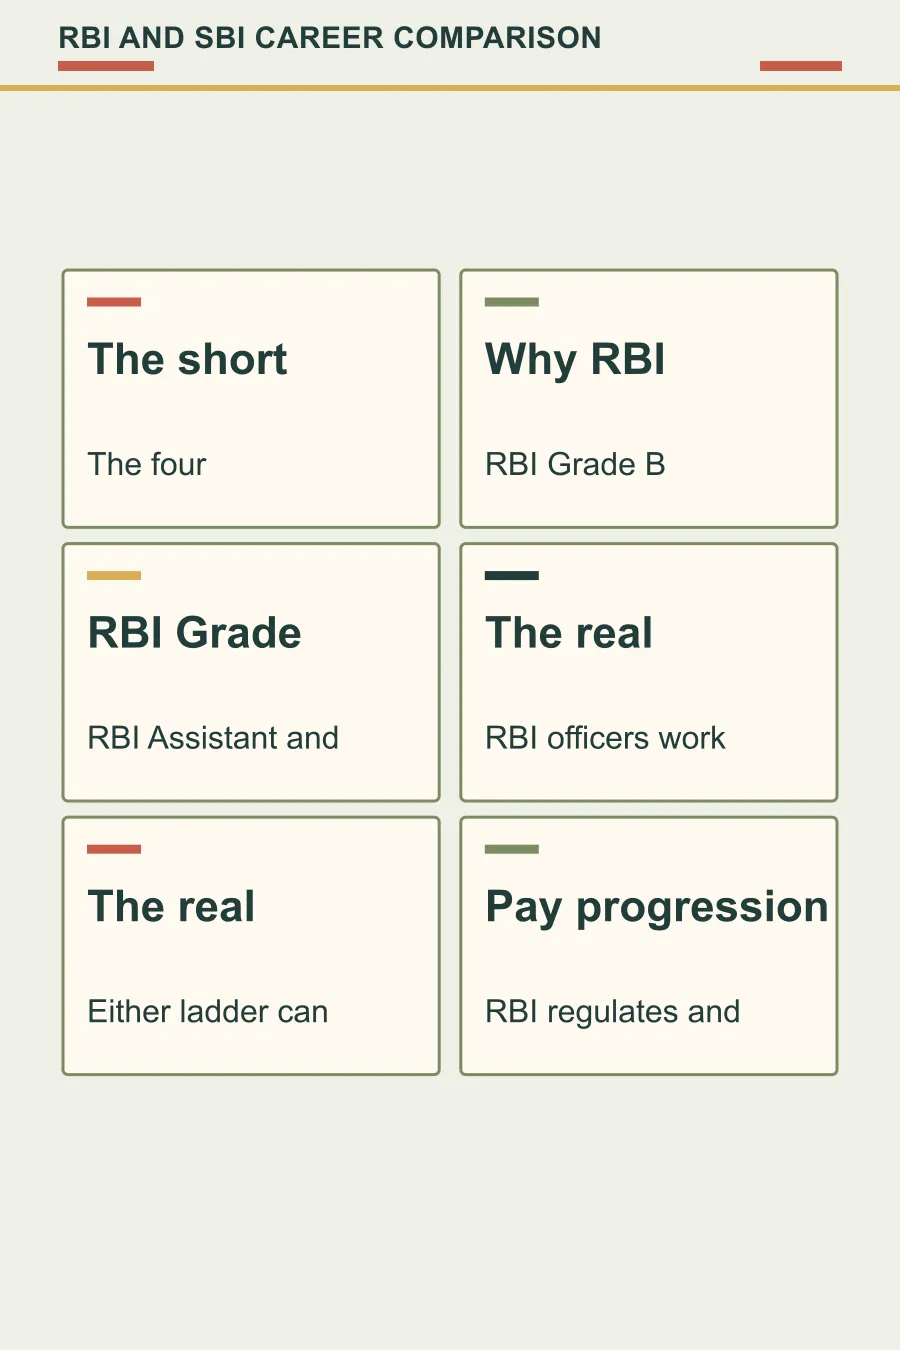 RBI AND SBI CAREER COMPARISON
The short
The four
Why RBI
RBI Grade B
RBI Grade
RBI Assistant and
The real
RBI officers work
The real
Either ladder can
Pay progression
RBI regulates and